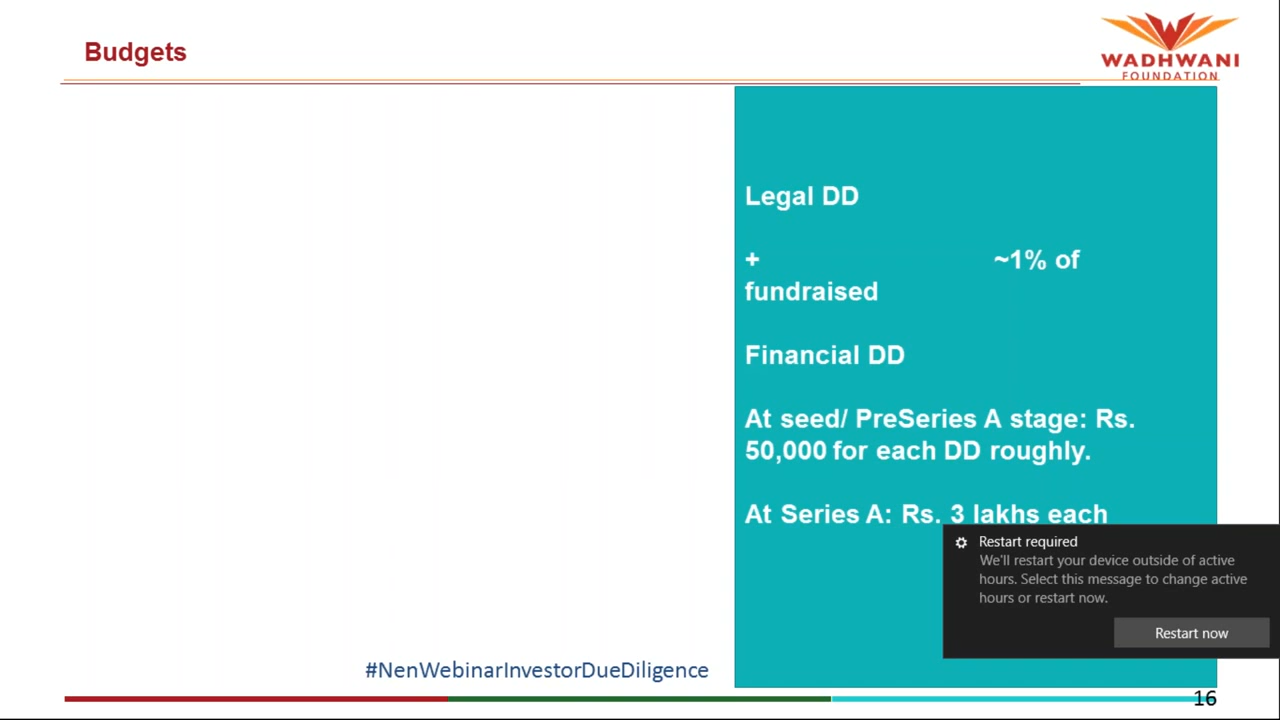 Budgets
WADHWANI
FOUNDATION
Legal DD
+ ~1% of
fundraised
Financial DD
At seed/ PreSeries A stage: Rs.
50,000 for each DD roughly.
At Series A: Rs. 3 lakhs each
Restart required
We'll restart your device outside of active
hours. Select this message to change active
hours or restart now.
Restart now
#NenWebinarInvestorDueDiligence
16